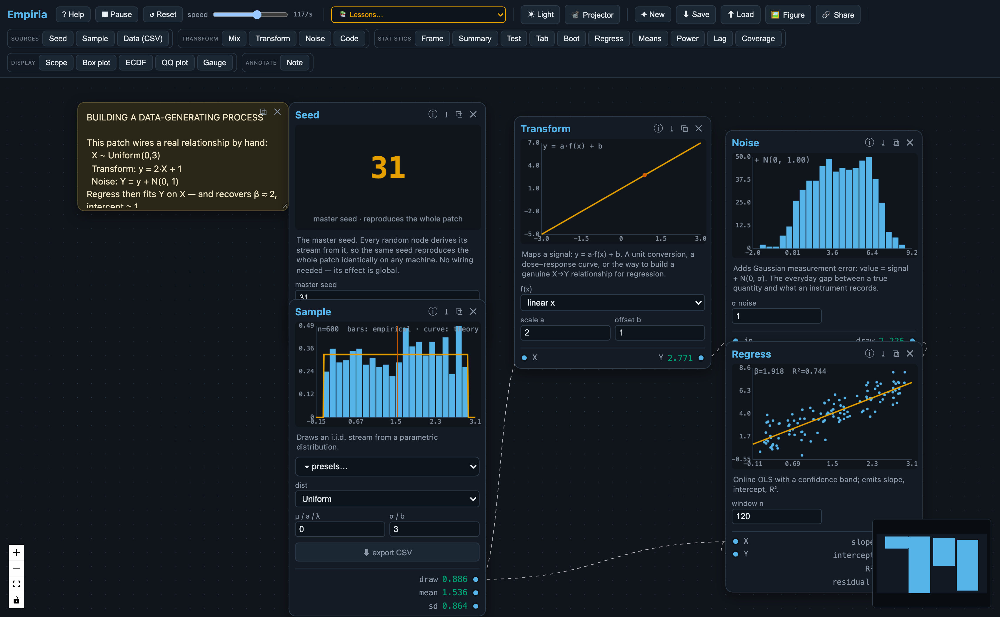 Empiria
? Help
Pause
↺ Reset
speed
117/s
📚 Lessons…
☀ Light
📽 Projector
✦ New
⬇ Save
⬆ Load
🖼 Figure
🔗 Share
SOURCES Seed Sample Data (CSV)
TRANSFORM Mix Transform Noise Code
STATISTICS Frame Summary Test Tab Boot Regress Means Power Lag Coverage
DISPLAY Scope Box plot ECDF QQ plot Gauge
ANNOTATE Note
BUILDING A DATA-GENERATING PROCESS
This patch wires a real relationship by hand:
X ~ Uniform(0,3)
Transform: y = 2·X + 1
Noise: Y = y + N(0, 1)
Regress then fits Y on X — and recovers β ≈ 2,
intercept ≈ 1
Seed
31
master seed · reproduces the whole patch
The master seed. Every random node derives its
stream from it, so the same seed reproduces the
whole patch identically on any machine. No wiring
needed — its effect is global.
master seed
31
Sample
n=600 bars: empirical · curve: theory
0.49
0.36
0.24
0.12
0
−0.15 0.67 1.5 2.3 3.1
Draws an i.i.d. stream from a parametric
distribution.
presets…
dist
Uniform
μ / a / λ
σ / b
0
3
⬇ export CSV
draw 0.886
mean 1.536
sd 0.864
Transform
y = a·f(x) + b
7.0
4.0
1.0
−2.0
−5.0
−3.0 −1.5 0 1.5 3.0
Maps a signal: y = a·f(x) + b. A unit conversion, a
dose–response curve, or the way to build a
genuine X→Y relationship for regression.
f(x)
linear x
scale a
offset b
2
1
X
Y 2.771
Noise
+ N(0, 1.00)
50.0
37.5
25.0
12.5
0
−2.0 0.81 3.6 6.4 9.2
Adds Gaussian measurement error: value = signal
+ N(0, σ). The everyday gap between a true
quantity and what an instrument records.
σ noise
1
in
draw 2.226
Regress
β=1.918 R²=0.744
8.6
6.3
4.0
1.7
−0.55
−0.11 0.69 1.5 2.3 3.1
Online OLS with a confidence band; emits slope,
intercept, R².
window n
120
X
Y
slope
intercept
R²
residual